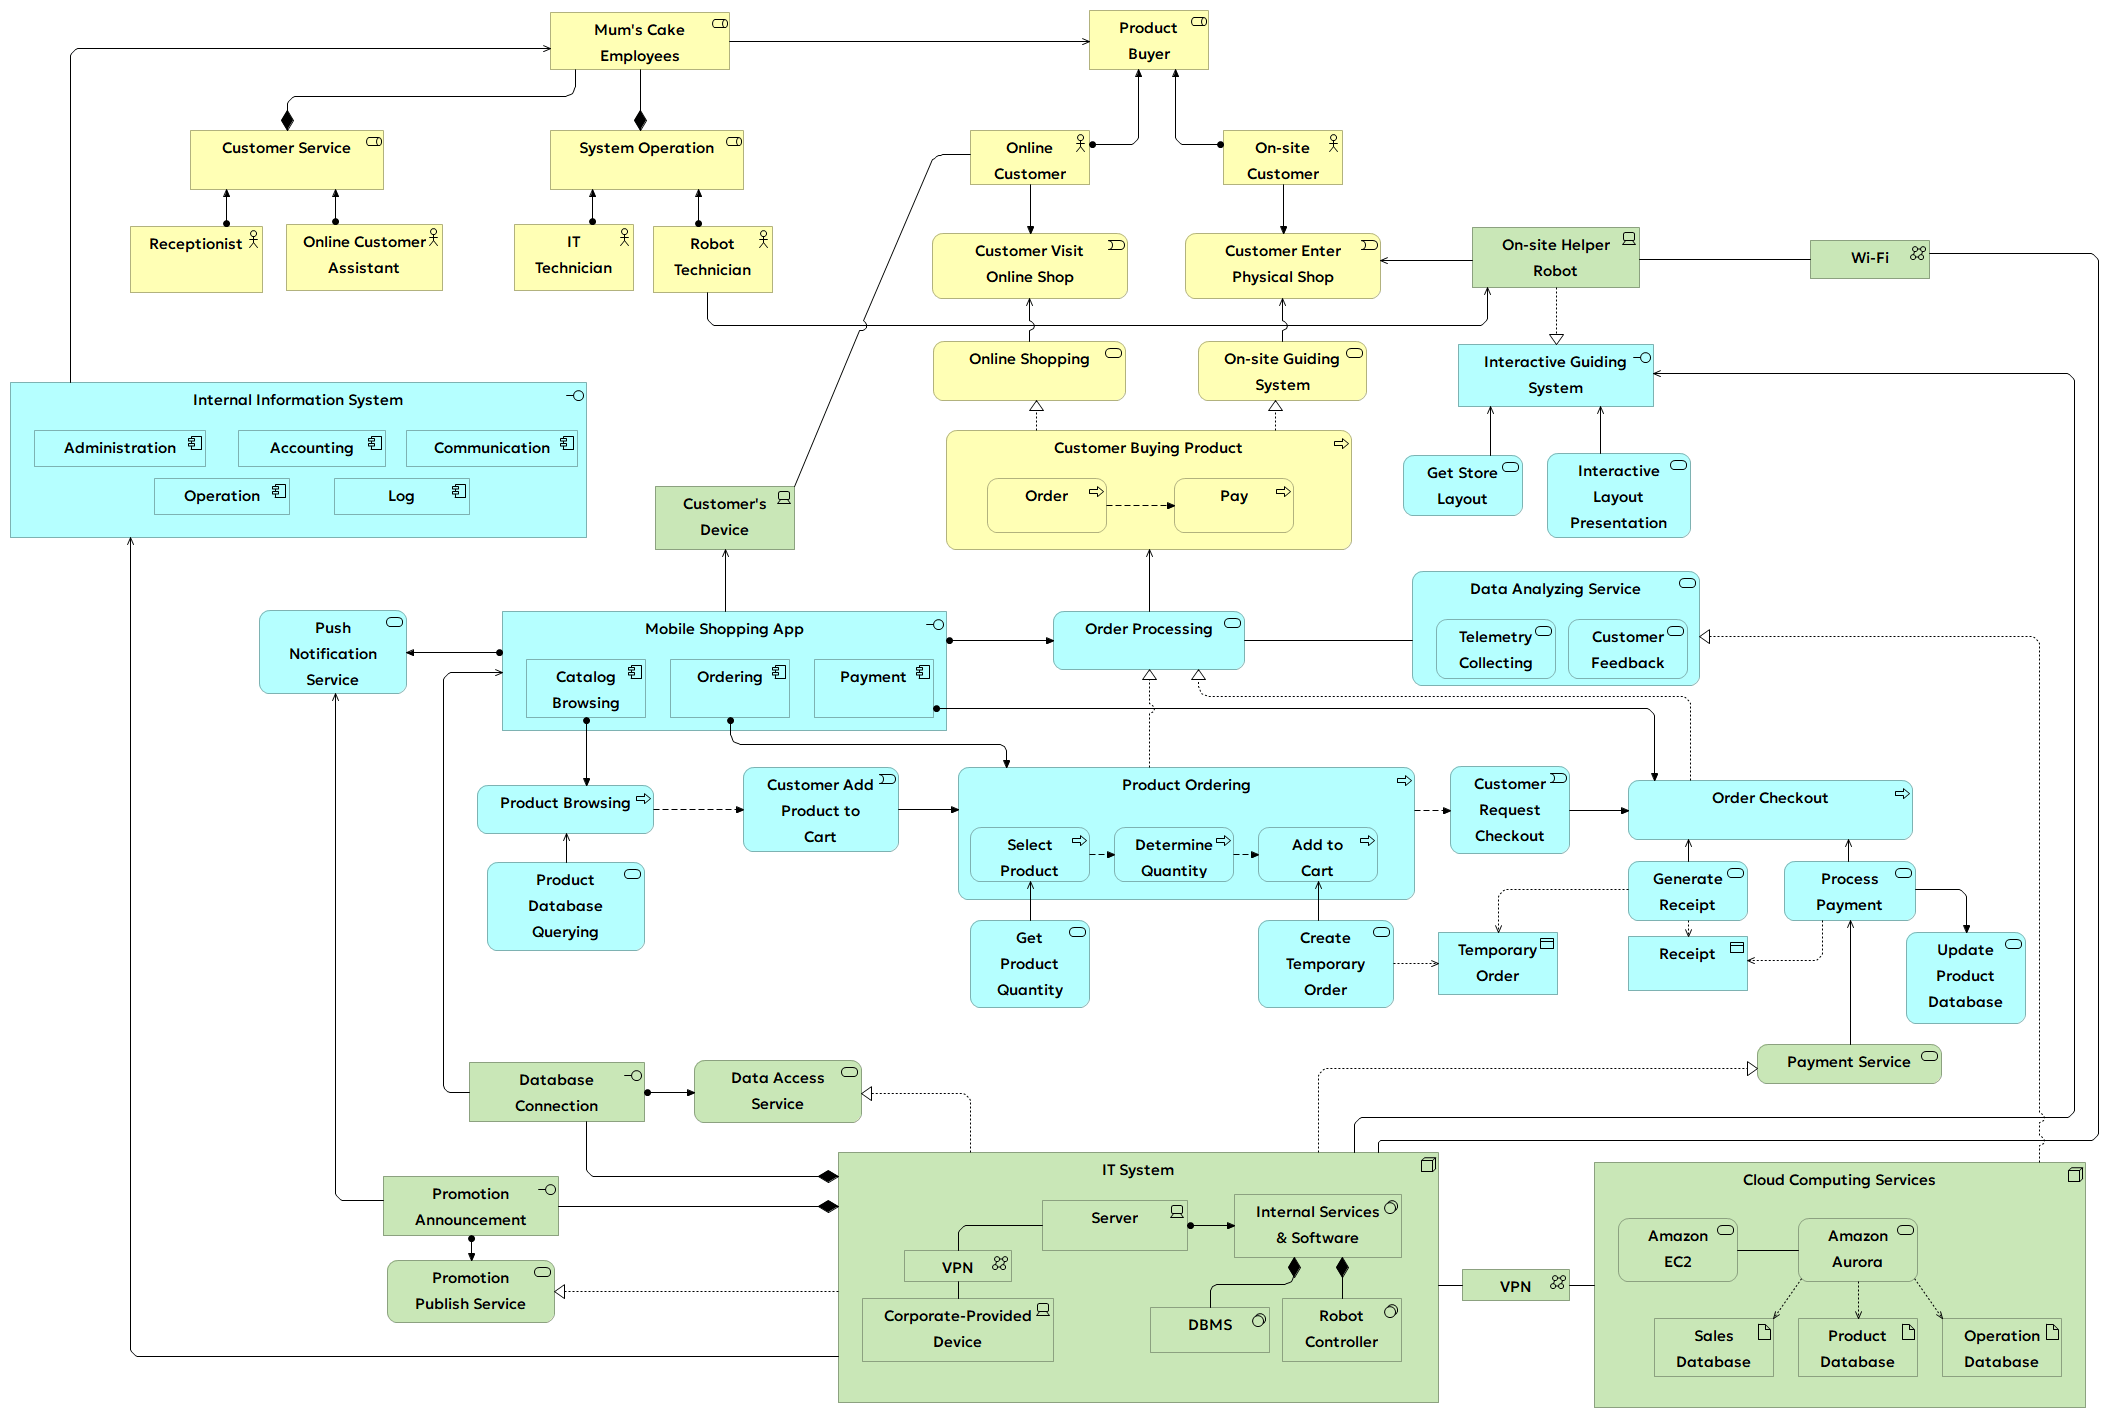 Mum's Cake
Employees
Product
Buyer
Customer Service
System Operation
Online
Customer
On-site
Customer
Receptionist
Online Customer
Assistant
IT
Technician
Robot
Technician
Customer Visit
Online Shop
Customer Enter
Physical Shop
On-site Helper
Robot
Wi-Fi
Online Shopping
On-site Guiding
System
Interactive Guiding
System
Internal Information System
Administration
Accounting
Communication
Operation
Log
Customer Buying Product
Order
Pay
Get Store
Layout
Interactive
Layout
Presentation
Customer's
Device
Push
Notification
Service
Mobile Shopping App
Catalog
Browsing
Ordering
Payment
Order Processing
Data Analyzing Service
Telemetry
Collecting
Customer
Feedback
Product Browsing
Customer Add
Product to
Cart
Product Ordering
Select
Product
Determine
Quantity
Add to
Cart
Customer
Request
Checkout
Order Checkout
Product
Database
Querying
Get
Product
Quantity
Create
Temporary
Order
Temporary
Order
Generate
Receipt
Process
Payment
Receipt
Update
Product
Database
Database
Connection
Data Access
Service
Payment Service
Promotion
Announcement
Promotion
Publish Service
IT System
Server
Internal Services
& Software
VPN
Corporate-Provided
Device
DBMS
Robot
Controller
VPN
Cloud Computing Services
Amazon
EC2
Amazon
Aurora
Sales
Database
Product
Database
Operation
Database